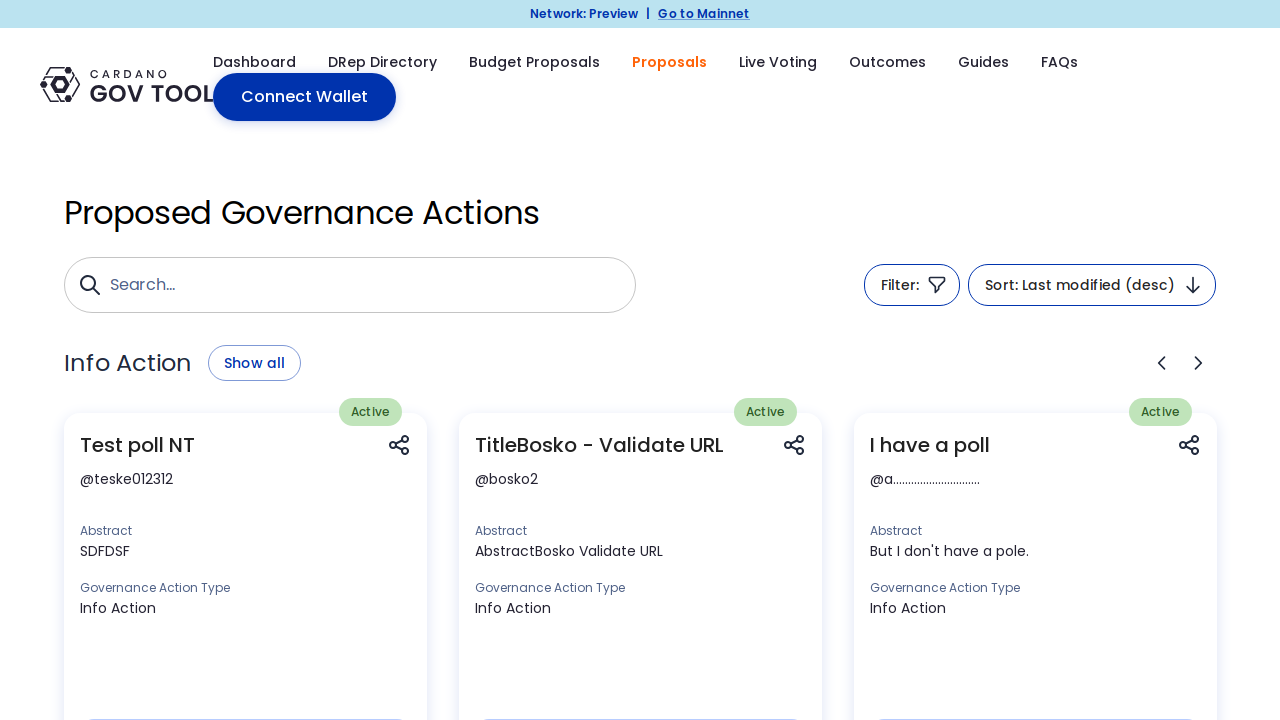 Network: Preview | Go to Mainnet
CARDANO
GOV TOOL
Dashboard DRep Directory Budget Proposals Proposals Live Voting Outcomes Guides FAQs
Connect Wallet
Proposed Governance Actions
Search...
Filter:
Sort: Last modified (desc)
Info Action
Show all
Active
Test poll NT
@teske012312
Abstract
SDFDSF
Governance Action Type
Info Action
Active
TitleBosko - Validate URL
@bosko2
Abstract
AbstractBosko Validate URL
Governance Action Type
Info Action
Active
I have a poll
@a.............................
Abstract
But I don't have a pole.
Governance Action Type
Info Action